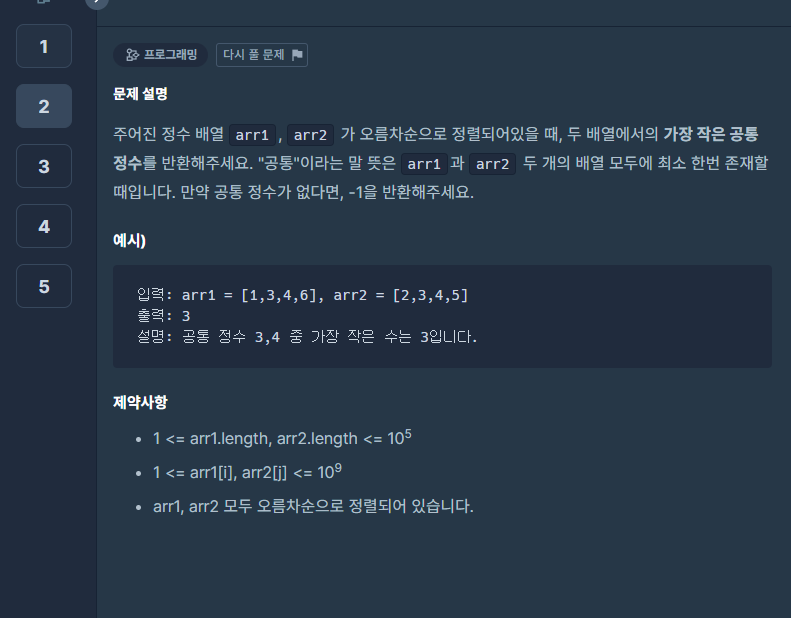 1
2
3
4
5
프로그래밍 다시 풀 문제
문제 설명
주어진 정수 배열 arr1 , arr2 가 오름차순으로 정렬되어있을 때, 두 배열에서의 가장 작은 공통
정수를 반환해주세요. "공통"이라는 말 뜻은 arr1 과 arr2 두 개의 배열 모두에 최소 한번 존재할
때입니다. 만약 공통 정수가 없다면, -1을 반환해주세요.
예시)
입력: arr1 = [1,3,4,6], arr2 = [2,3,4,5]
출력: 3
설명: 공통 정수 3,4 중 가장 작은 수는 3입니다.
제약사항
• 1 <= arr1.length, arr2.length <= 10⁵
• 1 <= arr1[i], arr2[j] <= 10⁹
• arr1, arr2 모두 오름차순으로 정렬되어 있습니다.